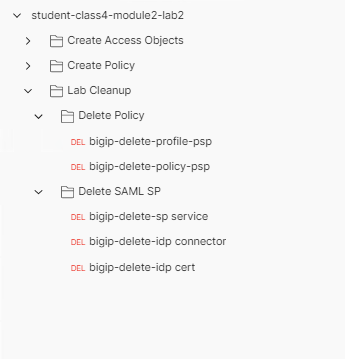 student-class4-module2-lab2
Create Access Objects
Create Policy
Lab Cleanup
Delete Policy
DEL bigip-delete-profile-psp
DEL bigip-delete-policy-psp
Delete SAML SP
DEL bigip-delete-sp service
DEL bigip-delete-idp connector
DEL bigip-delete-idp cert